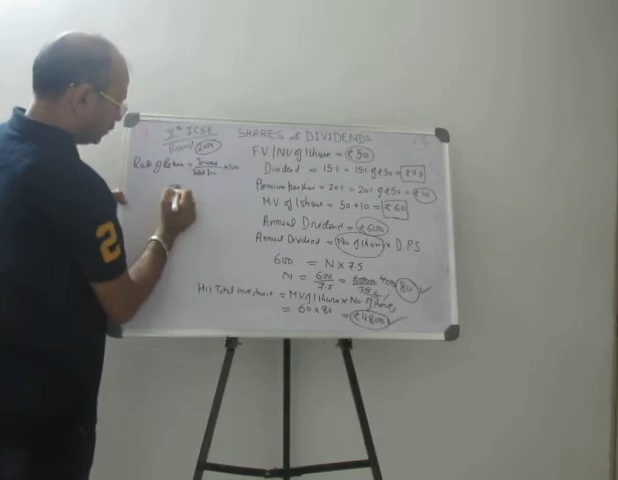 ICSE
Board
SHARES & DIVIDENDS
Rate of Return = Income × 100
Total Inv
FV/NV of 1 share = ₹50
Dividend = 15% = 15% of ₹50 = ₹7.5
Premium per share = 20% = 20% of ₹50 = ₹10
MV of 1 share = 50+10 = ₹60
Annual Dividend = ₹600
Annual Dividend = No of share × D.P.S
600 = N × 7.5
N = 600/7.5 = 6000/75 80
His Total investment = MV of 1 share × No of shares
= 60 × 80 = ₹4800
2